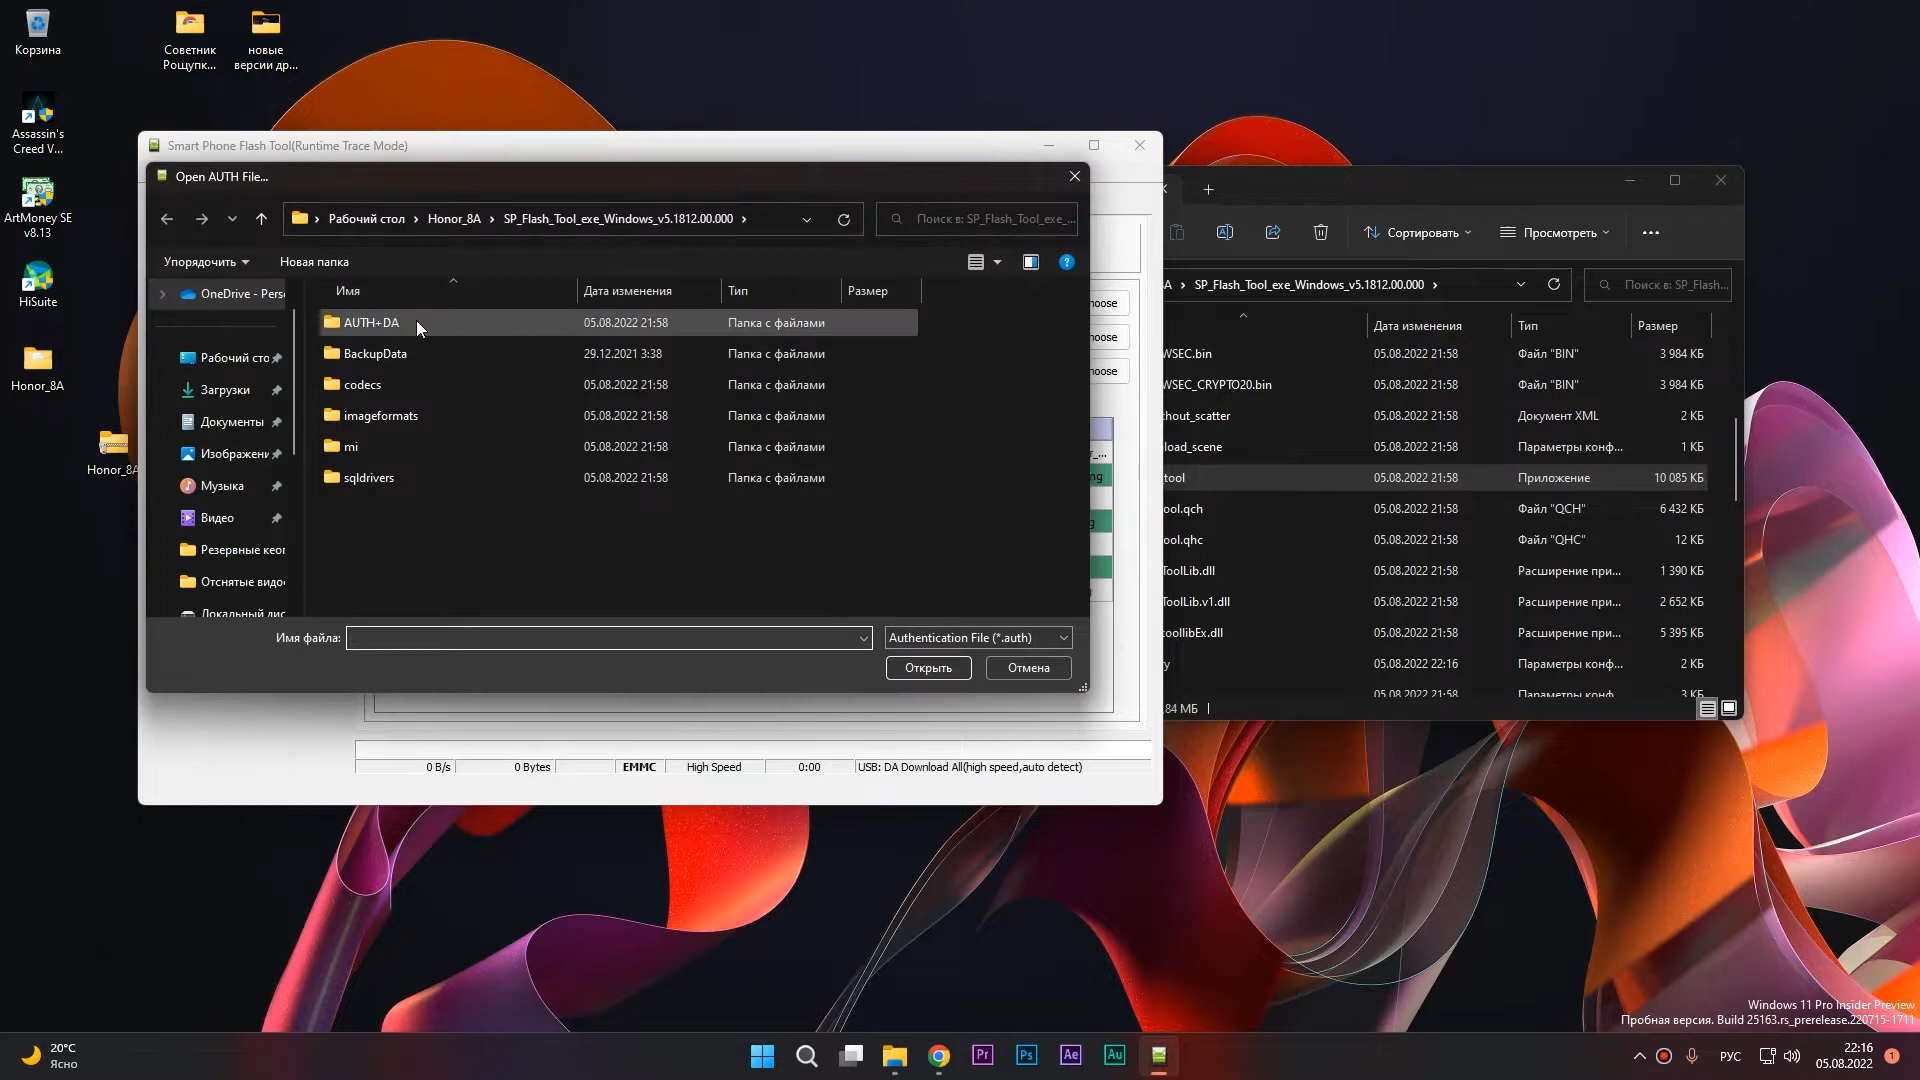 Корзина
Советник
Рощупк...
новые
версии др...
Assassin's
Creed V...
ArtMoney SE
v8.13
HiSuite
Honor_8A
Honor_8A
Smart Phone Flash Tool(Runtime Trace Mode)
Open AUTH File...
Рабочий стол
Honor_8A
SP_Flash_Tool_exe_Windows_v5.1812.00.000
Поиск в: SP_Flash_Tool_exe_...
Упорядочить
Новая папка
Имя
Дата изменения
Тип
Размер
OneDrive - Perso
Рабочий сто
Загрузки
Документы
Изображени
Музыка
Видео
Отснятые видо
Локальный дис
AUTH+DA 05.08.2022 21:58 Папка с файлами
BackupData 29.12.2021 3:38 Папка с файлами
codecs 05.08.2022 21:58 Папка с файлами
imageformats 05.08.2022 21:58 Папка с файлами
mi 05.08.2022 21:58 Папка с файлами
sqldrivers 05.08.2022 21:58 Папка с файлами
Имя файла:
Authentication File (*.auth)
Открыть
Отмена
0 B/s
0 Bytes
EMMC
High Speed
0:00
USB: DA Download All(high speed,auto detect)
hoose
hoose
hoose
Сортировать
Просмотреть
A
SP_Flash_Tool_exe_Windows_v5.1812.00.000
Поиск в: SP_Flash...
Дата изменения
Тип
Размер
WSEC.bin 05.08.2022 21:58 Файл "BIN" 3 984 КБ
WSEC_CRYPTO20.bin 05.08.2022 21:58 Файл "BIN" 3 984 КБ
hout_scatter 05.08.2022 21:58 Документ XML 2 КБ
load_scene 05.08.2022 21:58 Параметры конф... 1 КБ
tool 05.08.2022 21:58 Приложение 10 085 КБ
ool.qch 05.08.2022 21:58 Файл "QCH" 6 432 КБ
ool.qhc 05.08.2022 21:58 Файл "QHC" 12 КБ
ToolLib.dll 05.08.2022 21:58 Расширение при... 1 390 КБ
ToolLib.v1.dll 05.08.2022 21:58 Расширение при... 2 652 КБ
toollibEx.dll 05.08.2022 21:58 Расширение при... 5 395 КБ
y 05.08.2022 22:16 Параметры конф... 2 КБ
05.08.2022 21:58 Параметры конф... 3 КБ
84 МБ
Windows 11 Pro Insider Preview
Пробная версия. Build 25163.rs_prerelease.220715-1711
20°C
Ясно
Pr
Ps
Ae
Au
РУС
22:16
05.08.2022
1